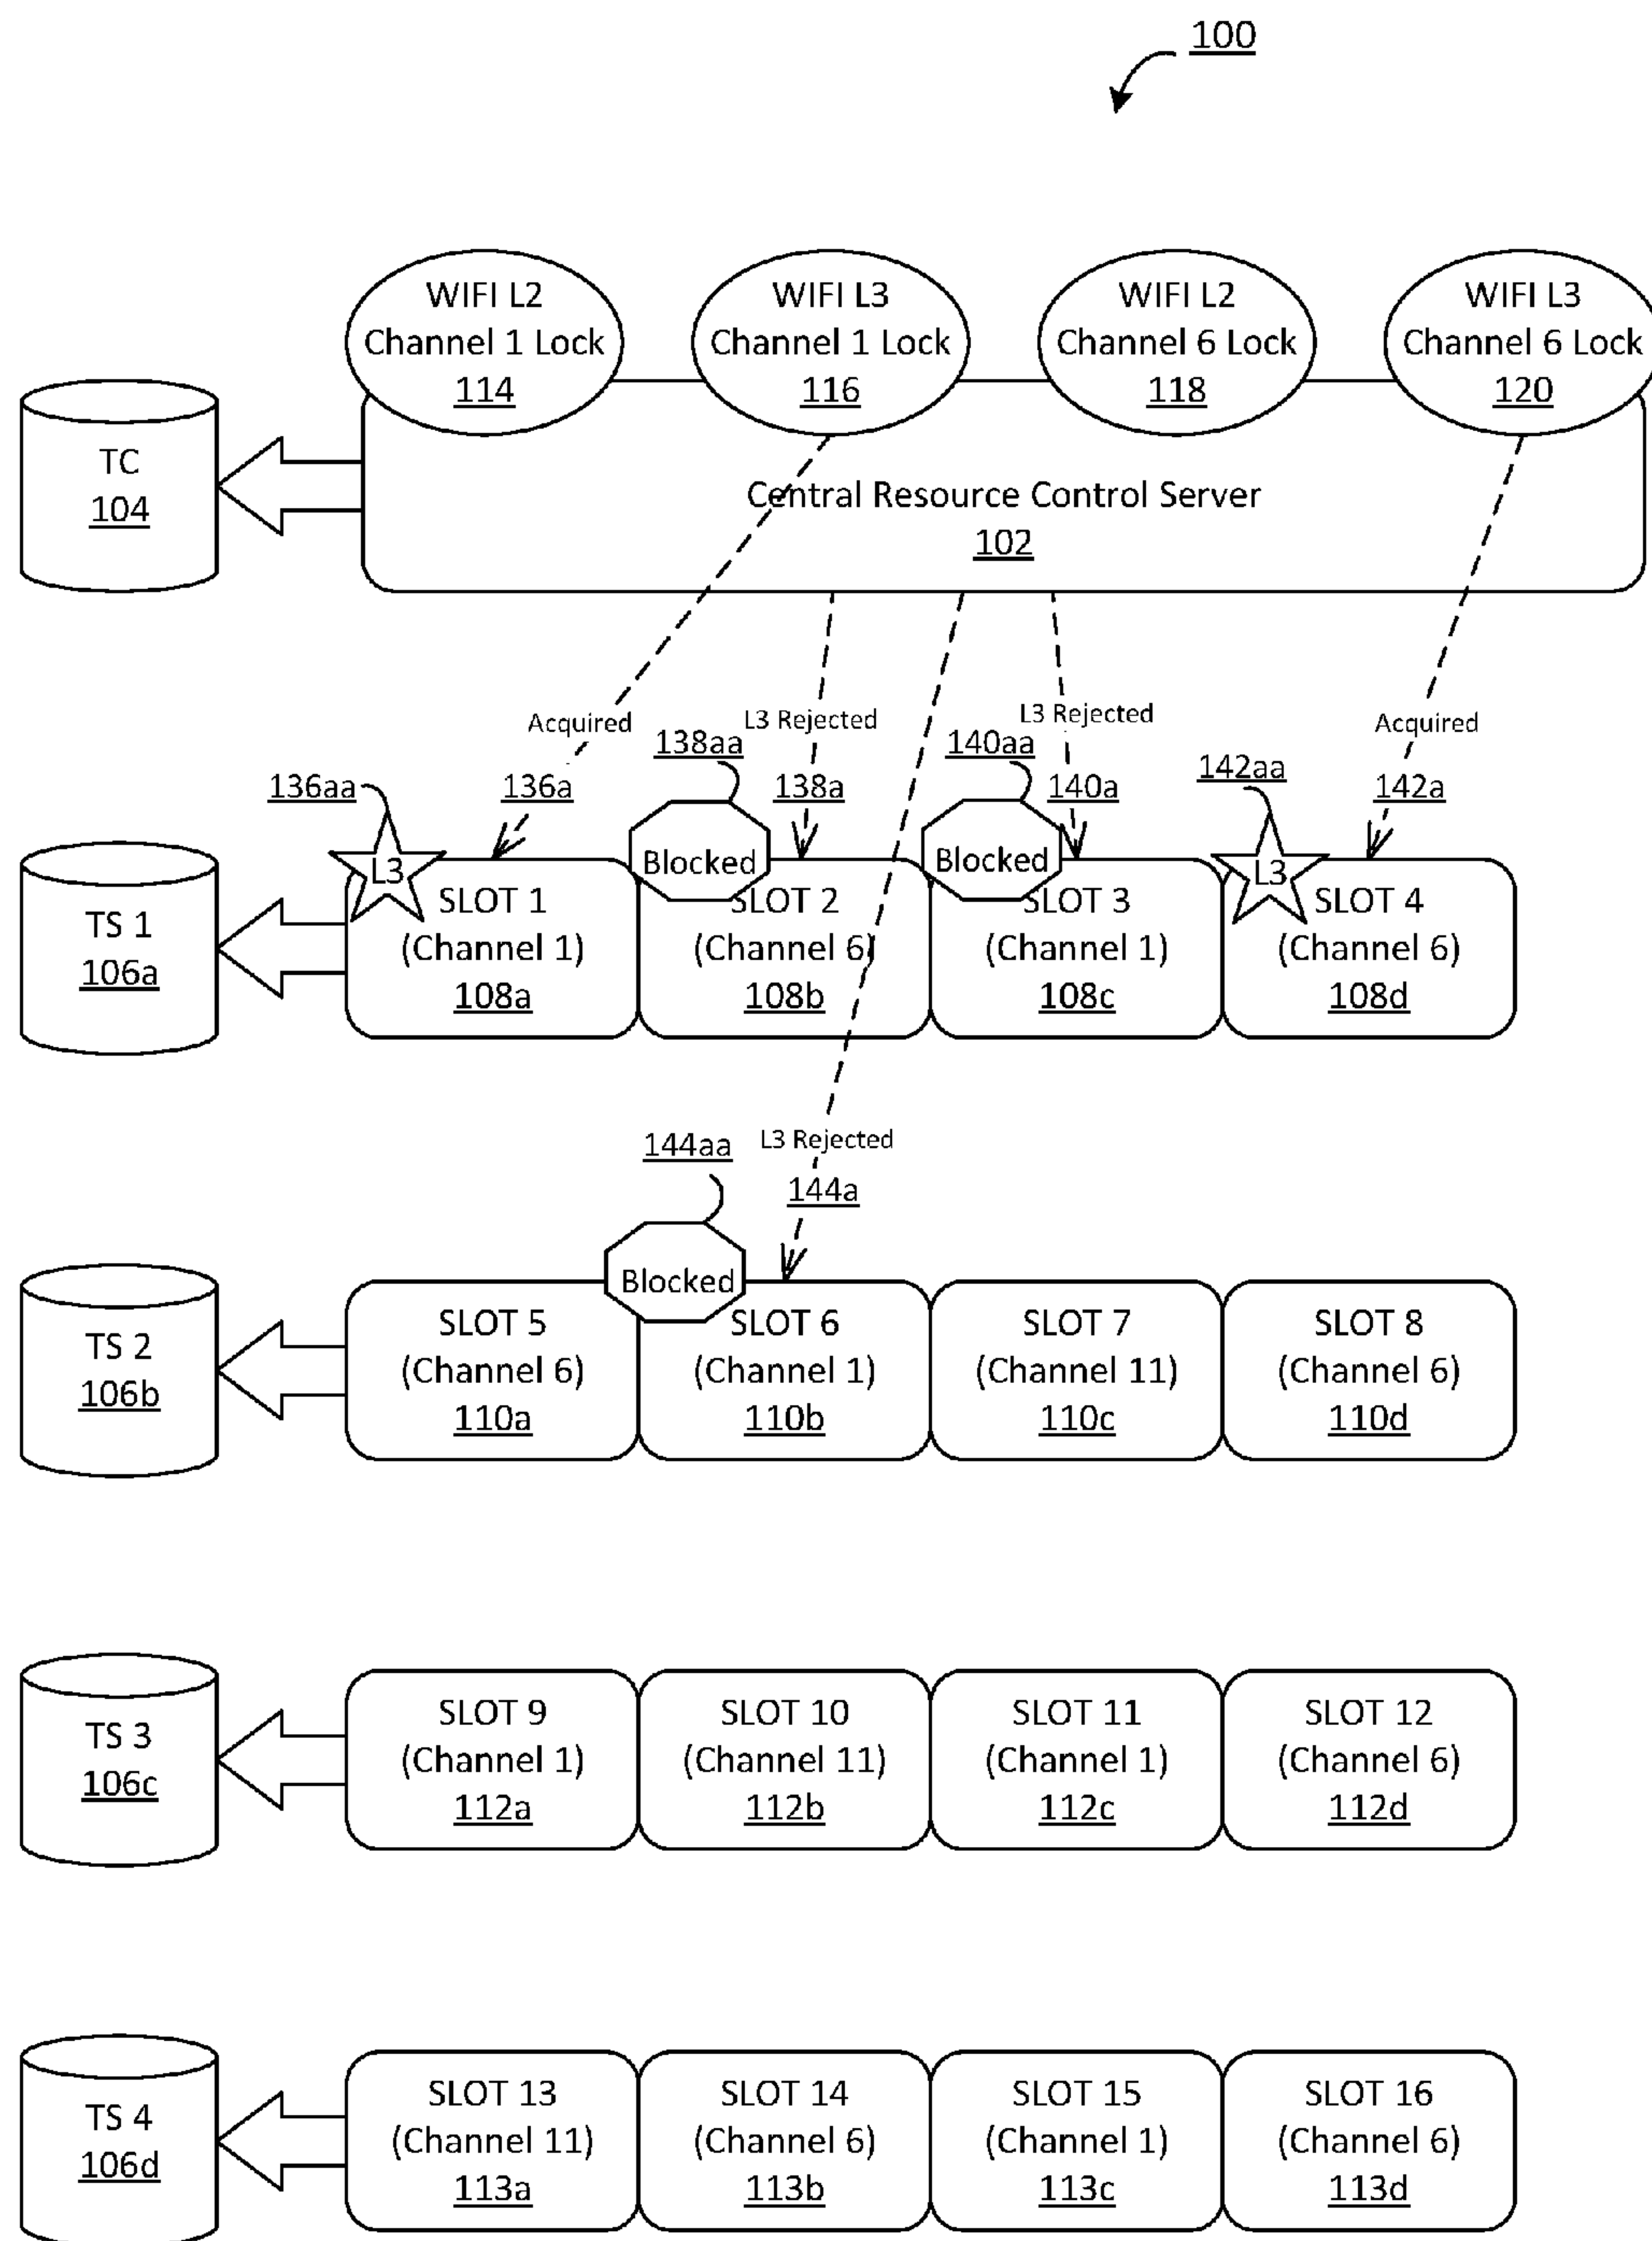 100
WIFI L2
Channel 1 Lock
114
WIFI L3
Channel 1 Lock
116
WIFI L2
Channel 6 Lock
118
WIFI L3
Channel 6 Lock
120
TC
104
Central Resource Control Server
102
Acquired
136a
136aa
L3
L3 Rejected
138a
138aa
Blocked
L3 Rejected
140a
140aa
Blocked
Acquired
142a
142aa
L3
TS 1
106a
SLOT 1
(Channel 1)
108a
SLOT 2
(Channel 6)
108b
SLOT 3
(Channel 1)
108c
SLOT 4
(Channel 6)
108d
144aa
L3 Rejected
144a
Blocked
TS 2
106b
SLOT 5
(Channel 6)
110a
SLOT 6
(Channel 1)
110b
SLOT 7
(Channel 11)
110c
SLOT 8
(Channel 6)
110d
TS 3
106c
SLOT 9
(Channel 1)
112a
SLOT 10
(Channel 11)
112b
SLOT 11
(Channel 1)
112c
SLOT 12
(Channel 6)
112d
TS 4
106d
SLOT 13
(Channel 11)
113a
SLOT 14
(Channel 6)
113b
SLOT 15
(Channel 1)
113c
SLOT 16
(Channel 6)
113d